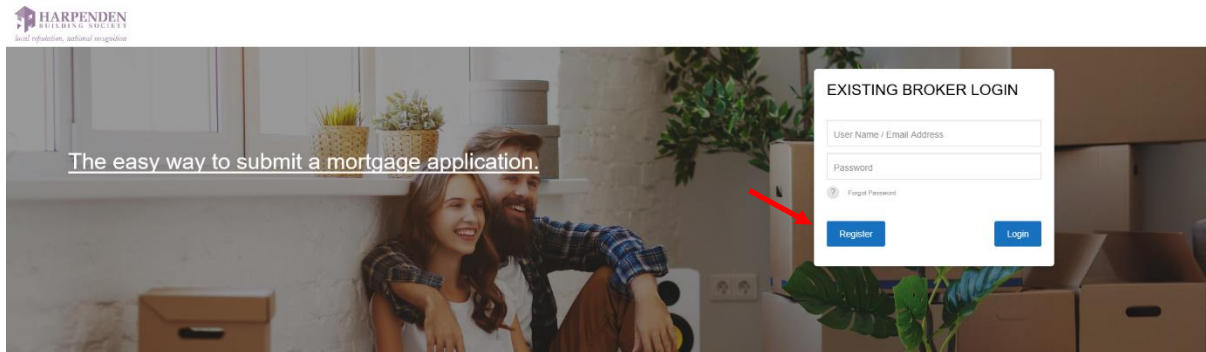 HARPENDEN
BUILDING SOCIETY
local reputation, national recognition
The easy way to submit a mortgage application.
EXISTING BROKER LOGIN
User Name / Email Address
Password
? Forgot Password
Register
Login